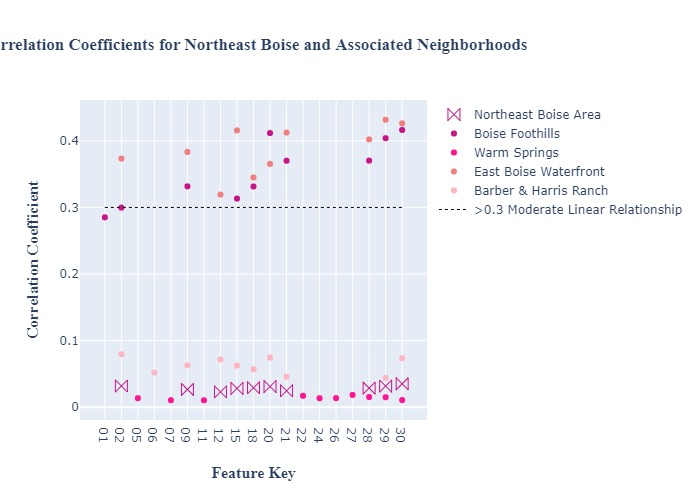 rrelation Coefficients for Northeast Boise and Associated Neighborhoods
Northeast Boise Area
Boise Foothills
Warm Springs
East Boise Waterfront
Barber & Harris Ranch
>0.3 Moderate Linear Relationship
Correlation Coefficient
0.4
0.3
0.2
0.1
0
01 02 05 06 07 09 11 12 15 18 20 21 22 24 26 27 28 29 30
Feature Key